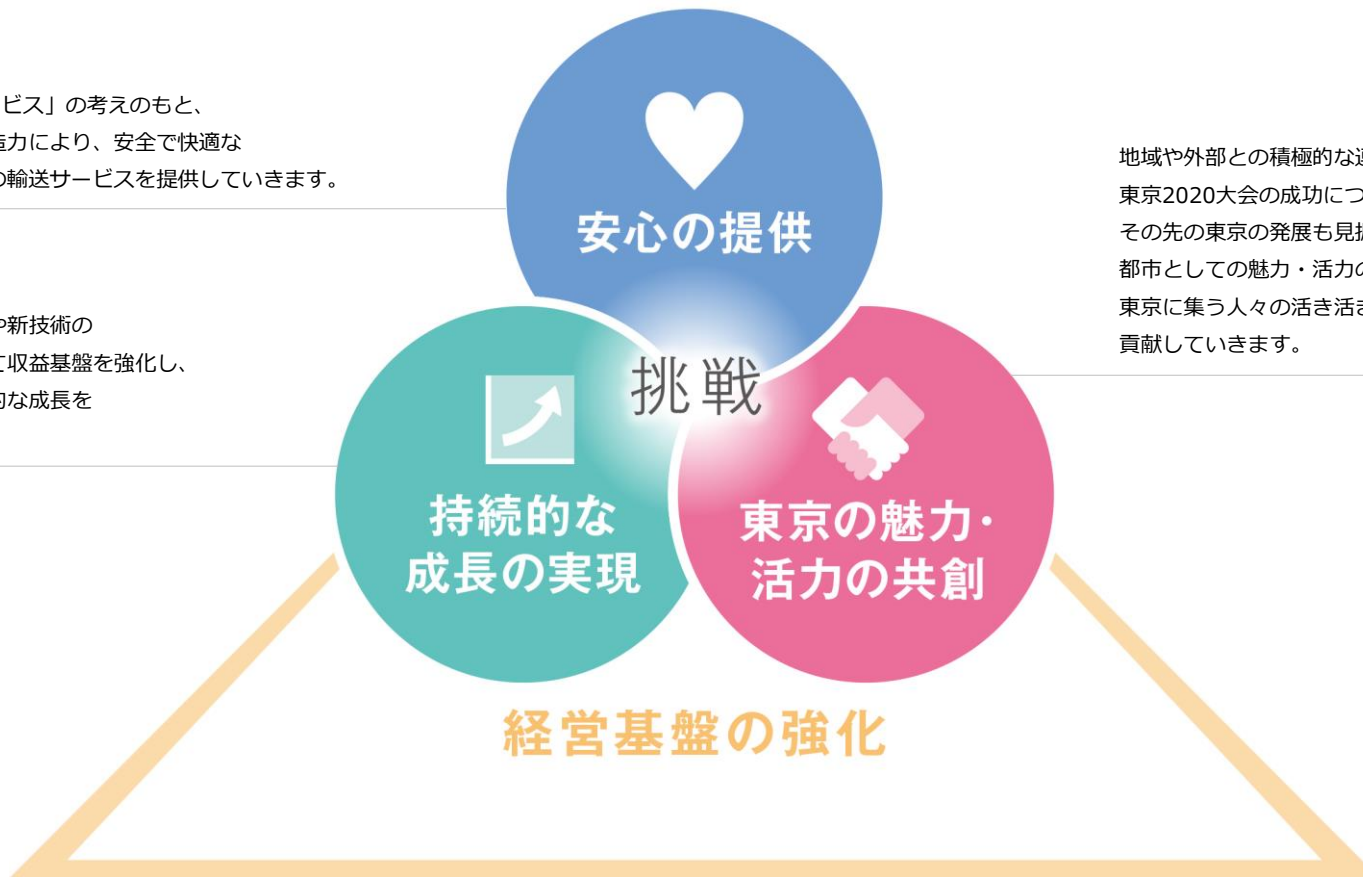 ビス」の考えのもと、
力により、安全で快適な
輸送サービスを提供していきます。
新技術の
収益基盤を強化し、
な成長を
安心の提供
挑戦
持続的な
成長の実現
東京の魅力・
活力の共創
経営基盤の強化
地域や外部との積極的な
東京2020大会の成功に
その先の東京の発展も見
都市としての魅力・活力
東京に集う人々の活き活
貢献していきます。